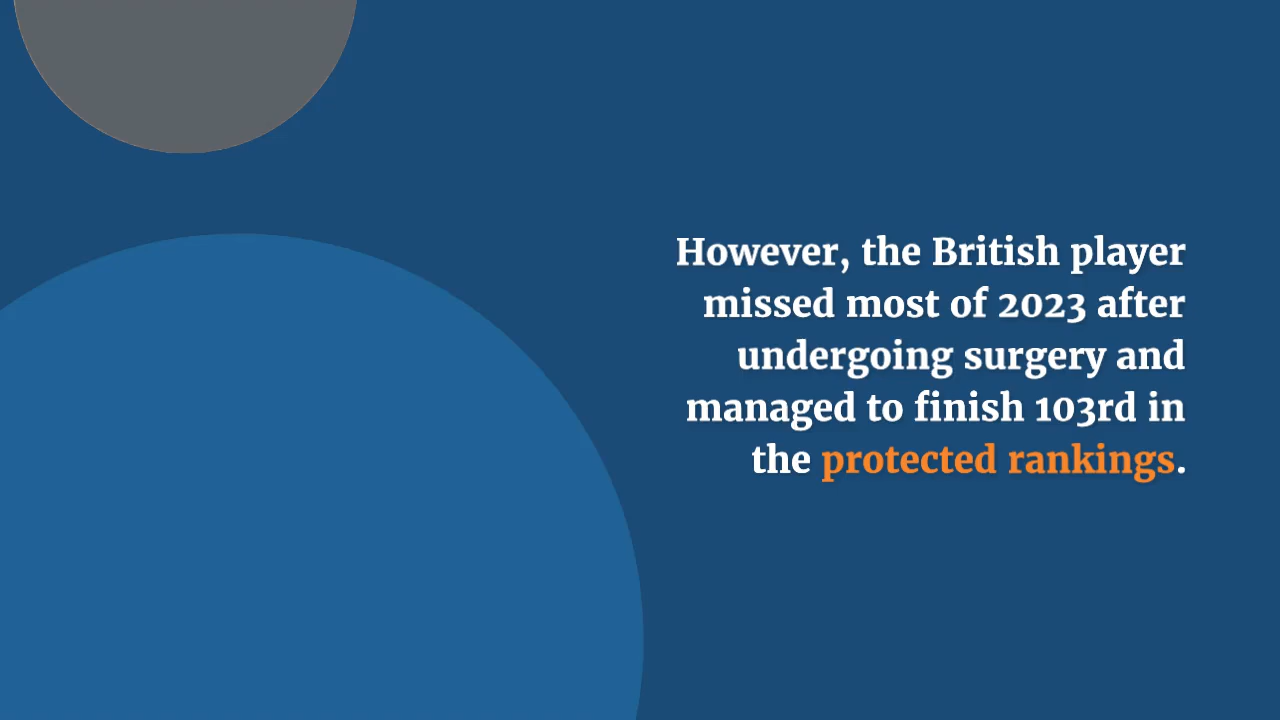 However, the British player
missed most of 2023 after
undergoing surgery and
managed to finish 103rd in
the protected rankings.